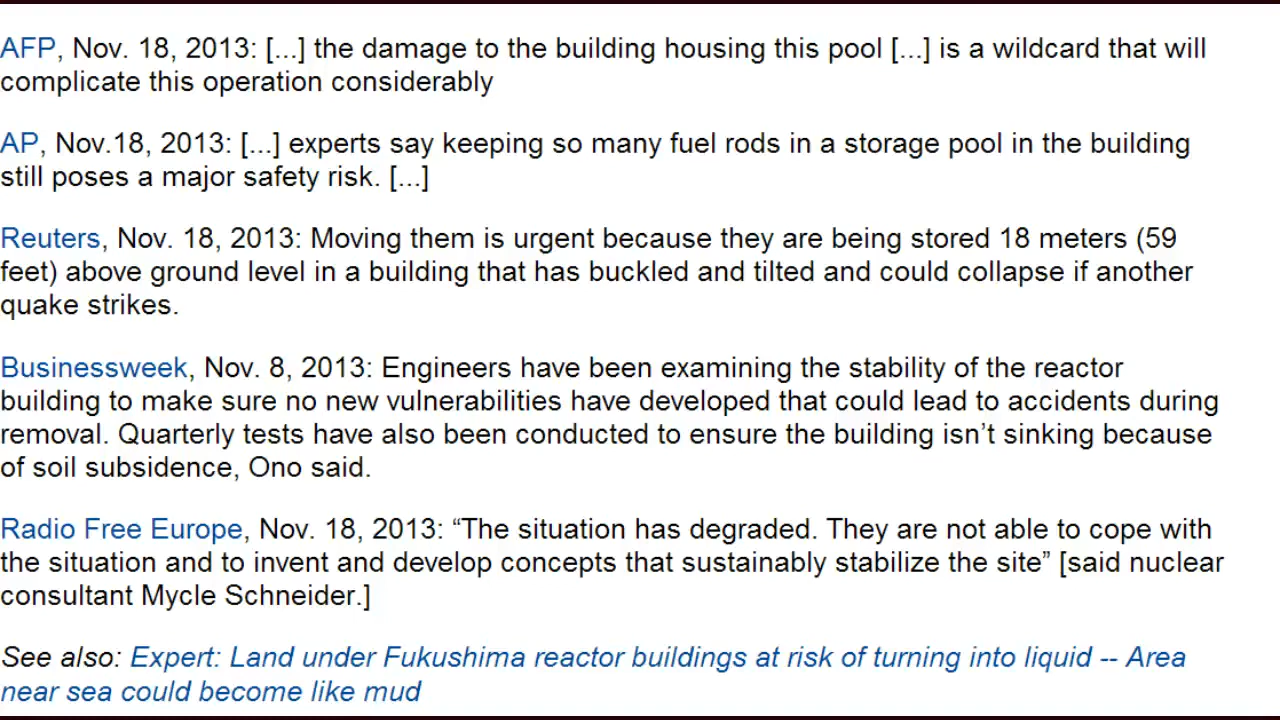 AFP, Nov. 18, 2013: [...] the damage to the building housing this pool [...] is a wildcard that will
complicate this operation considerably
AP, Nov.18, 2013: [...] experts say keeping so many fuel rods in a storage pool in the building
still poses a major safety risk. [...]
Reuters, Nov. 18, 2013: Moving them is urgent because they are being stored 18 meters (59
feet) above ground level in a building that has buckled and tilted and could collapse if another
quake strikes.
Businessweek, Nov. 8, 2013: Engineers have been examining the stability of the reactor
building to make sure no new vulnerabilities have developed that could lead to accidents during
removal. Quarterly tests have also been conducted to ensure the building isn’t sinking because
of soil subsidence, Ono said.
Radio Free Europe, Nov. 18, 2013: “The situation has degraded. They are not able to cope with
the situation and to invent and develop concepts that sustainably stabilize the site” [said nuclear
consultant Mycle Schneider.]
See also: Expert: Land under Fukushima reactor buildings at risk of turning into liquid -- Area
near sea could become like mud